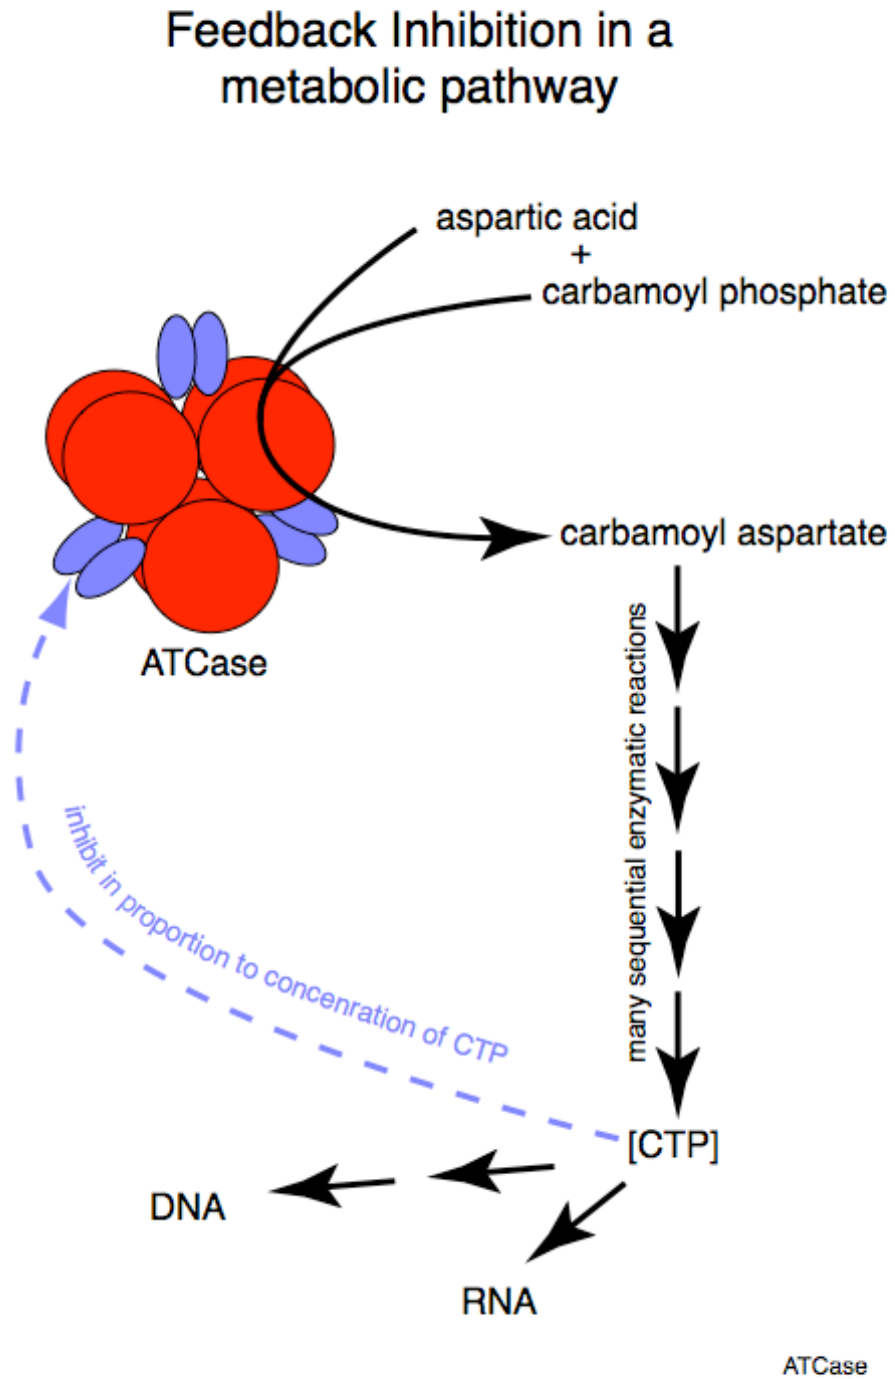 Feedback Inhibition in a
metabolic pathway
aspartic acid
+
carbamoyl phosphate
carbamoyl aspartate
ATCase
many sequential enzymatic reactions
inhibit in proportion to concenration of CTP
[CTP]
DNA
RNA
ATCase